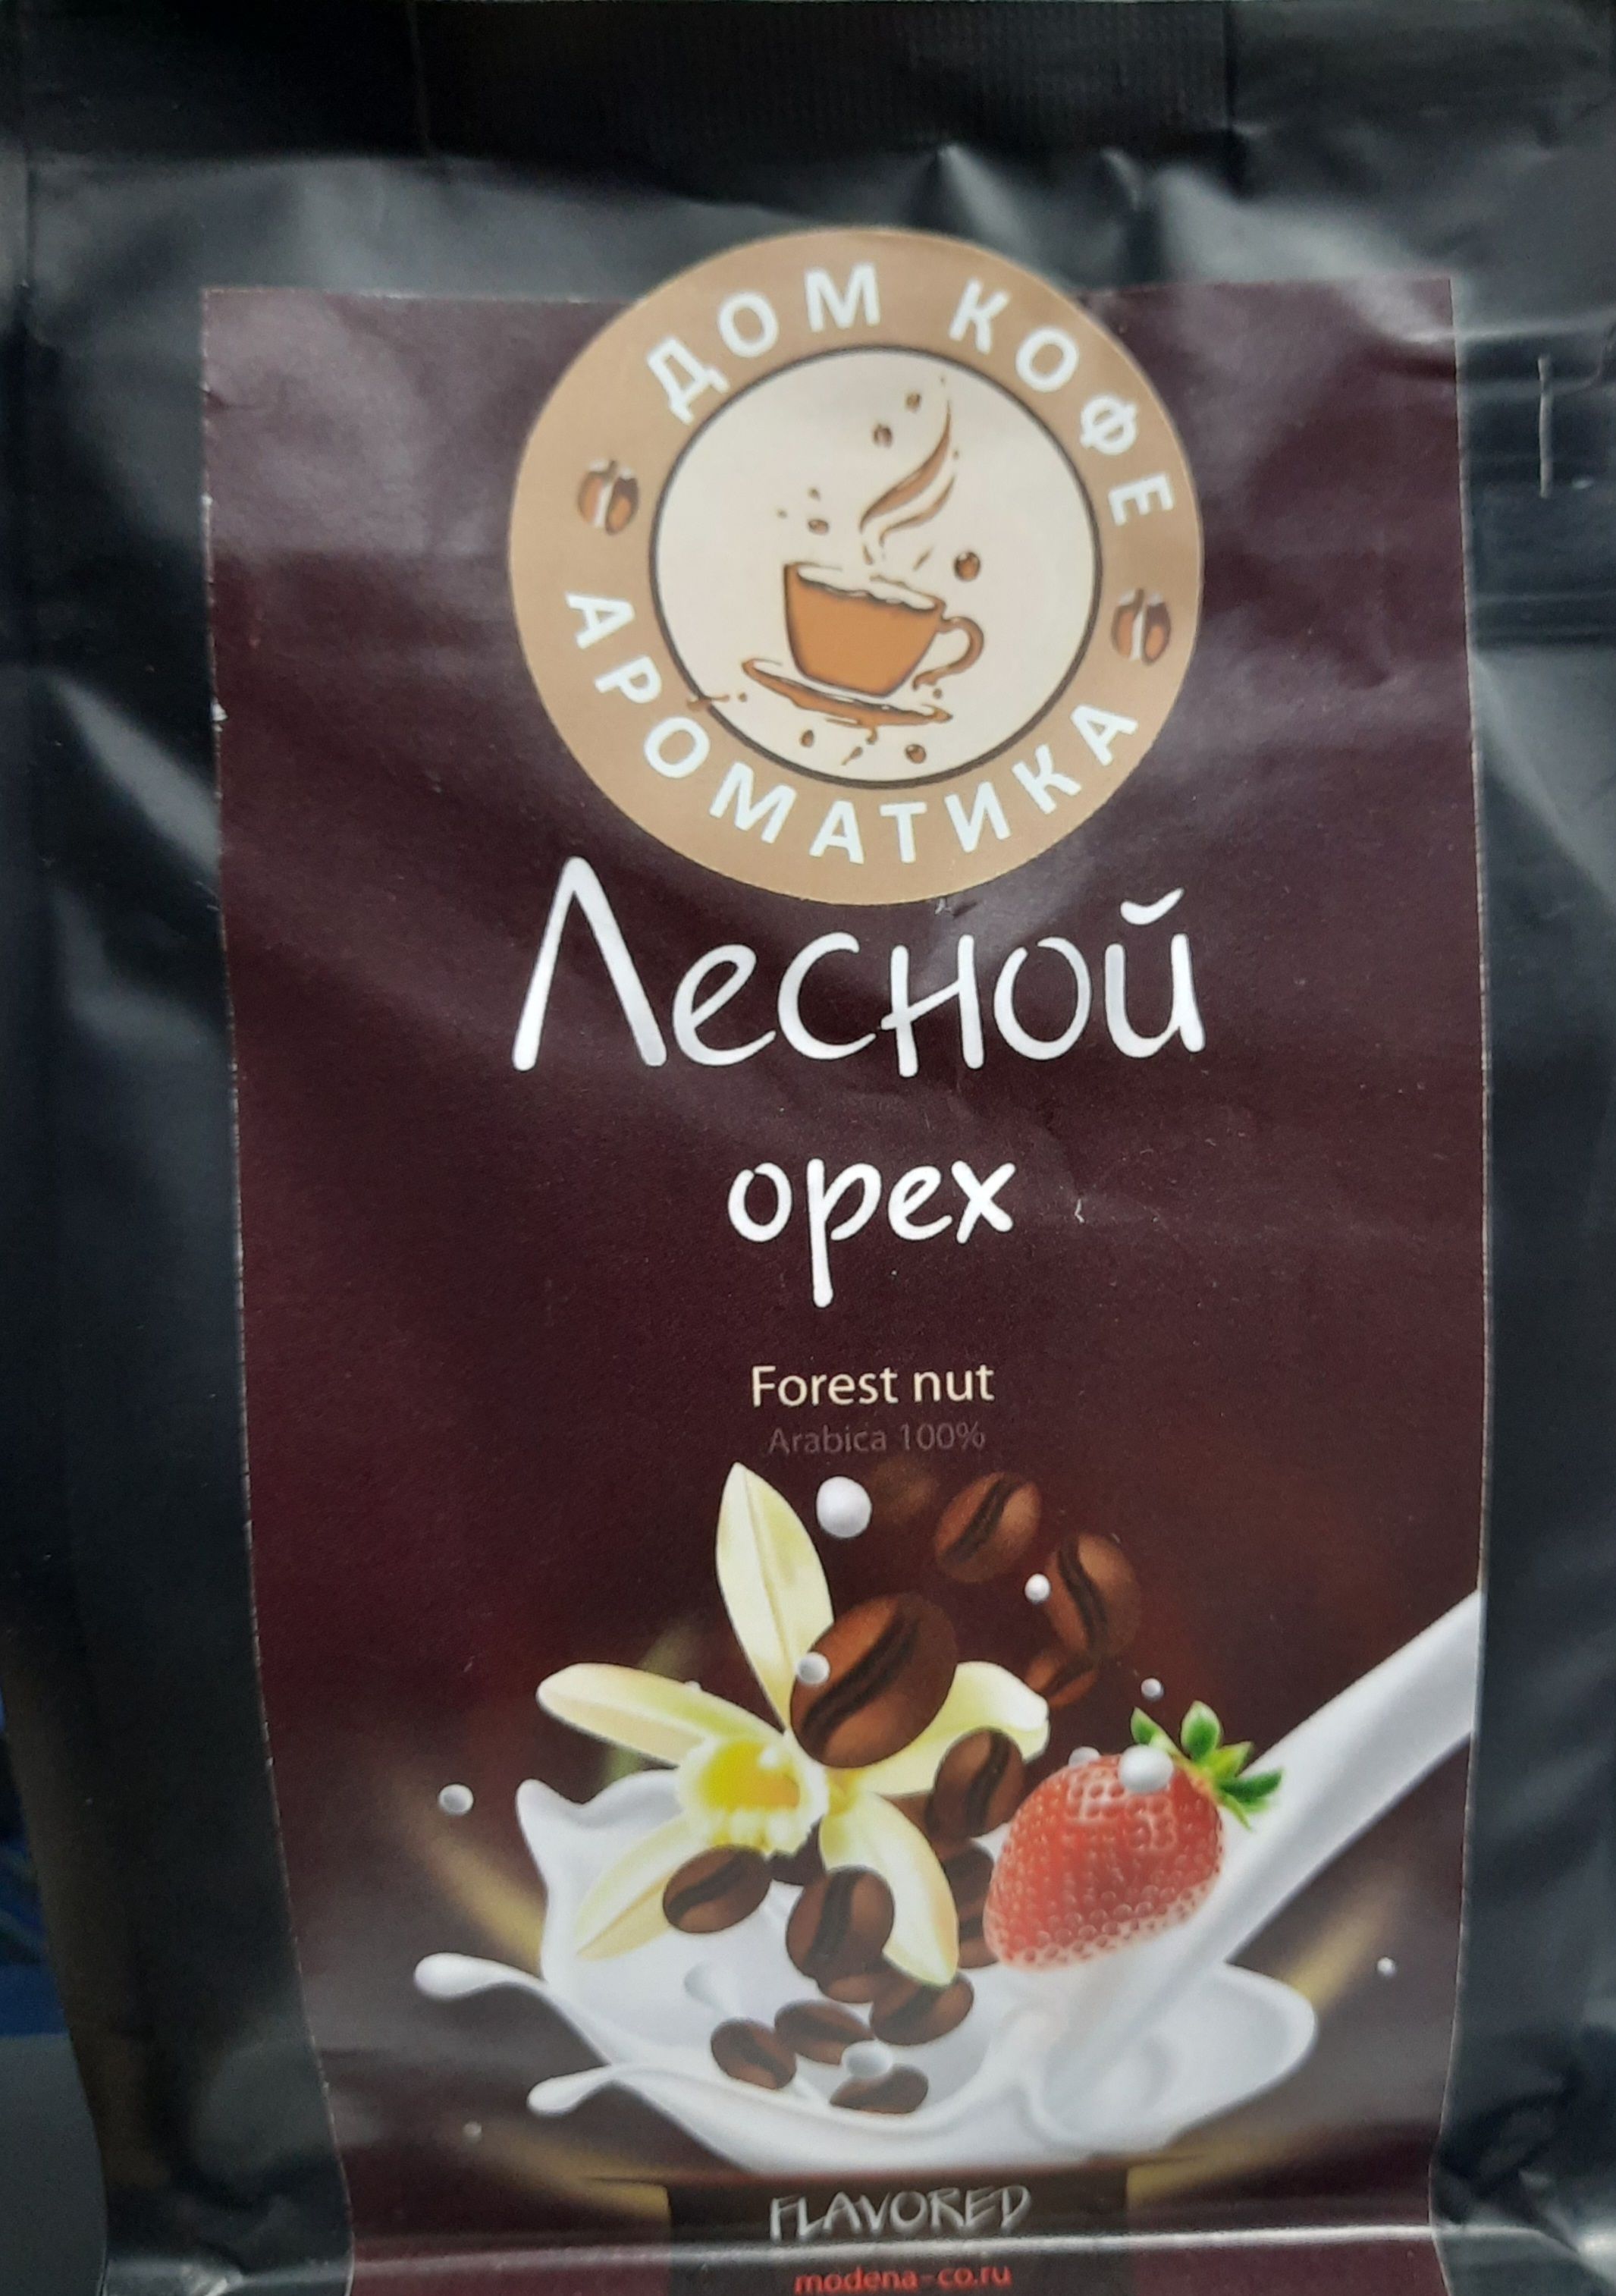 ДОМ КОФЕ
АРОМАТИКА
Лесной
орех
Forest nut
Arabica 100%
FLAVORED
modena-co.ru